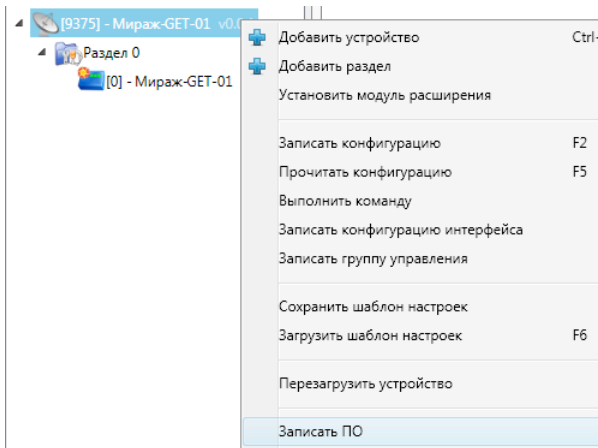 [9375] - Мираж-GET-01
Раздел 0
[0] - Мираж-GET-01
Добавить устройство
Добавить раздел
Установить модуль расширения
Записать конфигурацию F2
Прочитать конфигурацию F5
Выполнить команду
Записать конфигурацию интерфейса
Записать группу управления
Сохранить шаблон настроек
Загрузить шаблон настроек F6
Перезагрузить устройство
Записать ПО